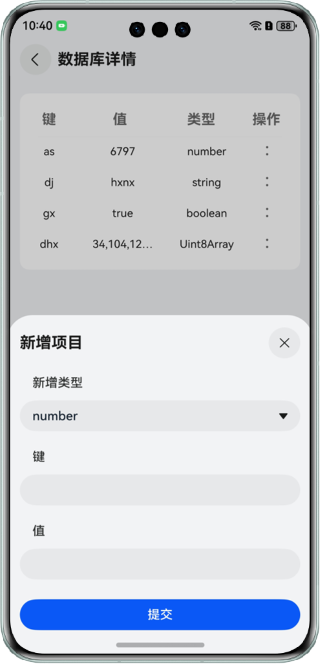 10:40 88
数据库详情
键 值 类型 操作
as 6797 number :
dj hxnx string :
gx true boolean :
dhx 34,104,12... Uint8Array :
新增项目
新增类型
number
键
值
提交